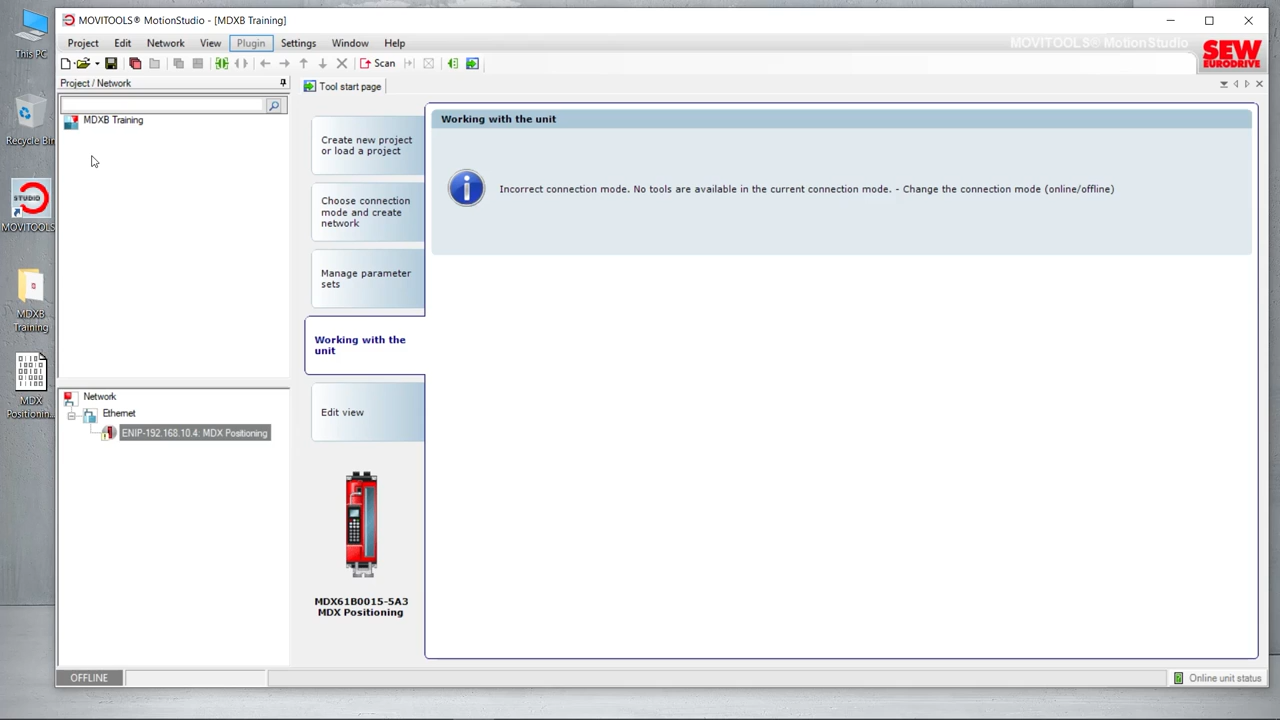 This PC
Recycle Bin
STUDIO
MOVITOOLS
MDXB
Training
MDX
Positionin...
MOVITOOLS® MotionStudio - [MDXB Training]
Project Edit Network View Plugin Settings Window Help
MOVITOOLS® MotionStudio
SEW
EURODRIVE
Scan
Project / Network
MDXB Training
Network
Ethernet
ENIP-192.168.10.4: MDX Positioning
Tool start page
Create new project
or load a project
Choose connection
mode and create
network
Manage parameter
sets
Working with the
unit
Edit view
MDX61B0015-5A3
MDX Positioning
Working with the unit
Incorrect connection mode. No tools are available in the current connection mode. - Change the connection mode (online/offline)
OFFLINE
Online unit status